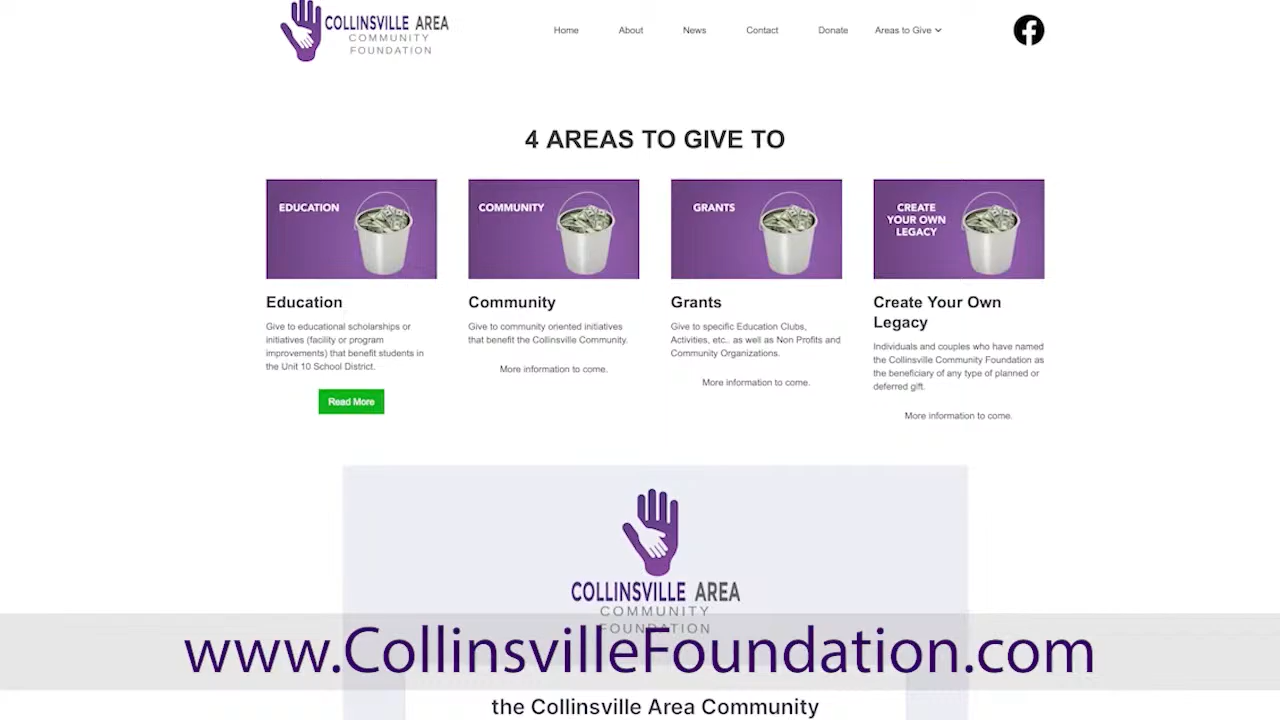 COLLINSVILLE AREA
COMMUNITY
FOUNDATION
Home About News Contact Donate Areas to Give
4 AREAS TO GIVE TO
EDUCATION
COMMUNITY
GRANTS
CREATE
YOUR OWN
LEGACY
Education
Give to educational scholarships or
initiatives (facility or program
improvements) that benefit students in
the Unit 10 School District.
Read More
Community
Give to community oriented initiatives
that benefit the Collinsville Community.
More information to come.
Grants
Give to specific Education Clubs,
Activities, etc.. as well as Non Profits and
Community Organizations.
More information to come.
Create Your Own
Legacy
Individuals and couples who have named
the Collinsville Community Foundation as
the beneficiary of any type of planned or
deferred gift.
More information to come.
COLLINSVILLE AREA
COMMUNITY
FOUNDATION
www.CollinsvilleFoundation.com
the Collinsville Area Community